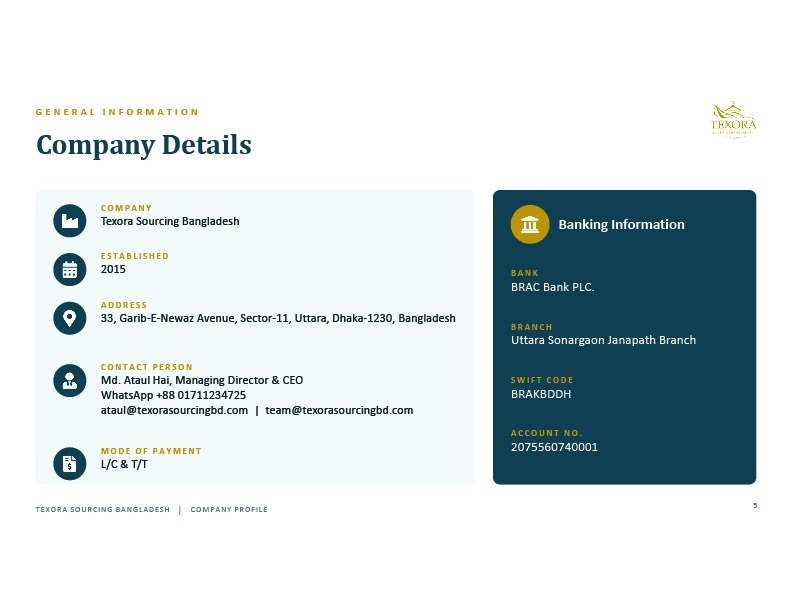 GENERAL INFORMATION
Company Details
TEXORA
COMPANY
Texora Sourcing Bangladesh
ESTABLISHED
2015
ADDRESS
33, Garib-E-Newaz Avenue, Sector-11, Uttara, Dhaka-1230, Bangladesh
CONTACT PERSON
Md. Ataul Hai, Managing Director & CEO
WhatsApp +88 01711234725
ataul@texorasourcingbd.com | team@texorasourcingbd.com
MODE OF PAYMENT
L/C & T/T
Banking Information
BANK
BRAC Bank PLC.
BRANCH
Uttara Sonargaon Janapath Branch
SWIFT CODE
BRAKBDDH
ACCOUNT NO.
2075560740001
TEXORA SOURCING BANGLADESH | COMPANY PROFILE
5